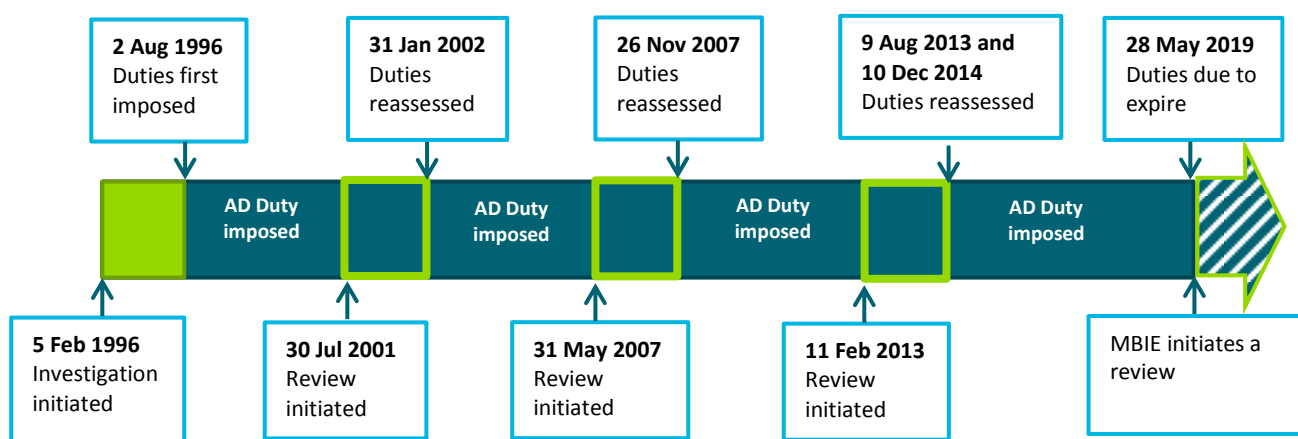 2 Aug 1996
Duties first
imposed
31 Jan 2002
Duties
reassessed
26 Nov 2007
Duties
reassessed
9 Aug 2013 and
10 Dec 2014
Duties reassessed
28 May 2019
Duties due to
expire
AD Duty
imposed
AD Duty
imposed
AD Duty
imposed
AD Duty
imposed
5 Feb 1996
Investigation
initiated
30 Jul 2001
Review
initiated
31 May 2007
Review
initiated
11 Feb 2013
Review
initiated
MBIE initiates a
review